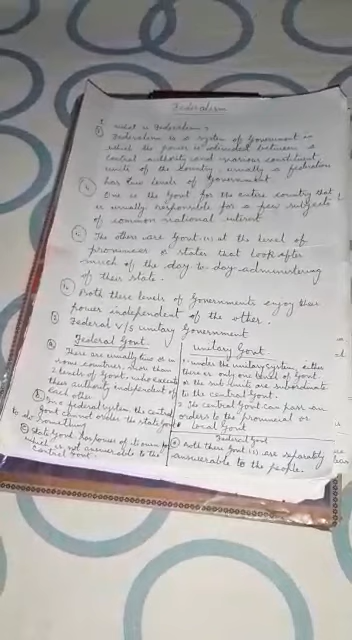 Federalism
① What is Federalism?
Federalism is a system of Government in
which the power is divided between a
central authority and various constituent
units of the country. usually a federation
has two levels of Government.
One is the Govt for the entire country that
is usually responsible for a few subjects
of common national interest
The others are Govt(s) at the level of
provinces or states that look after
much of the day-to-day administering
of their state.
Both these levels of Governments enjoy their
power independent of the other.
② Federal V/s unitary Government
Federal Govt.
There are usually two or in
some countries, more than
2 levels of Govt. who execute
their authority independent of
each other.
ⓑ In a federal system the central
Govt cannot order the state Govt
to do something
ⓒ State Govt has power of its own for
which it is not answerable to the
central Govt.
unitary Govt
under the unitary system, either
there is only one level of Govt
or the sub units are subordinate
to the central Govt.
The central Govt can pass on
orders to the provincial or
local Govt
Federal Govt
ⓓ Both these Govt(s) are separately
answerable to the people.